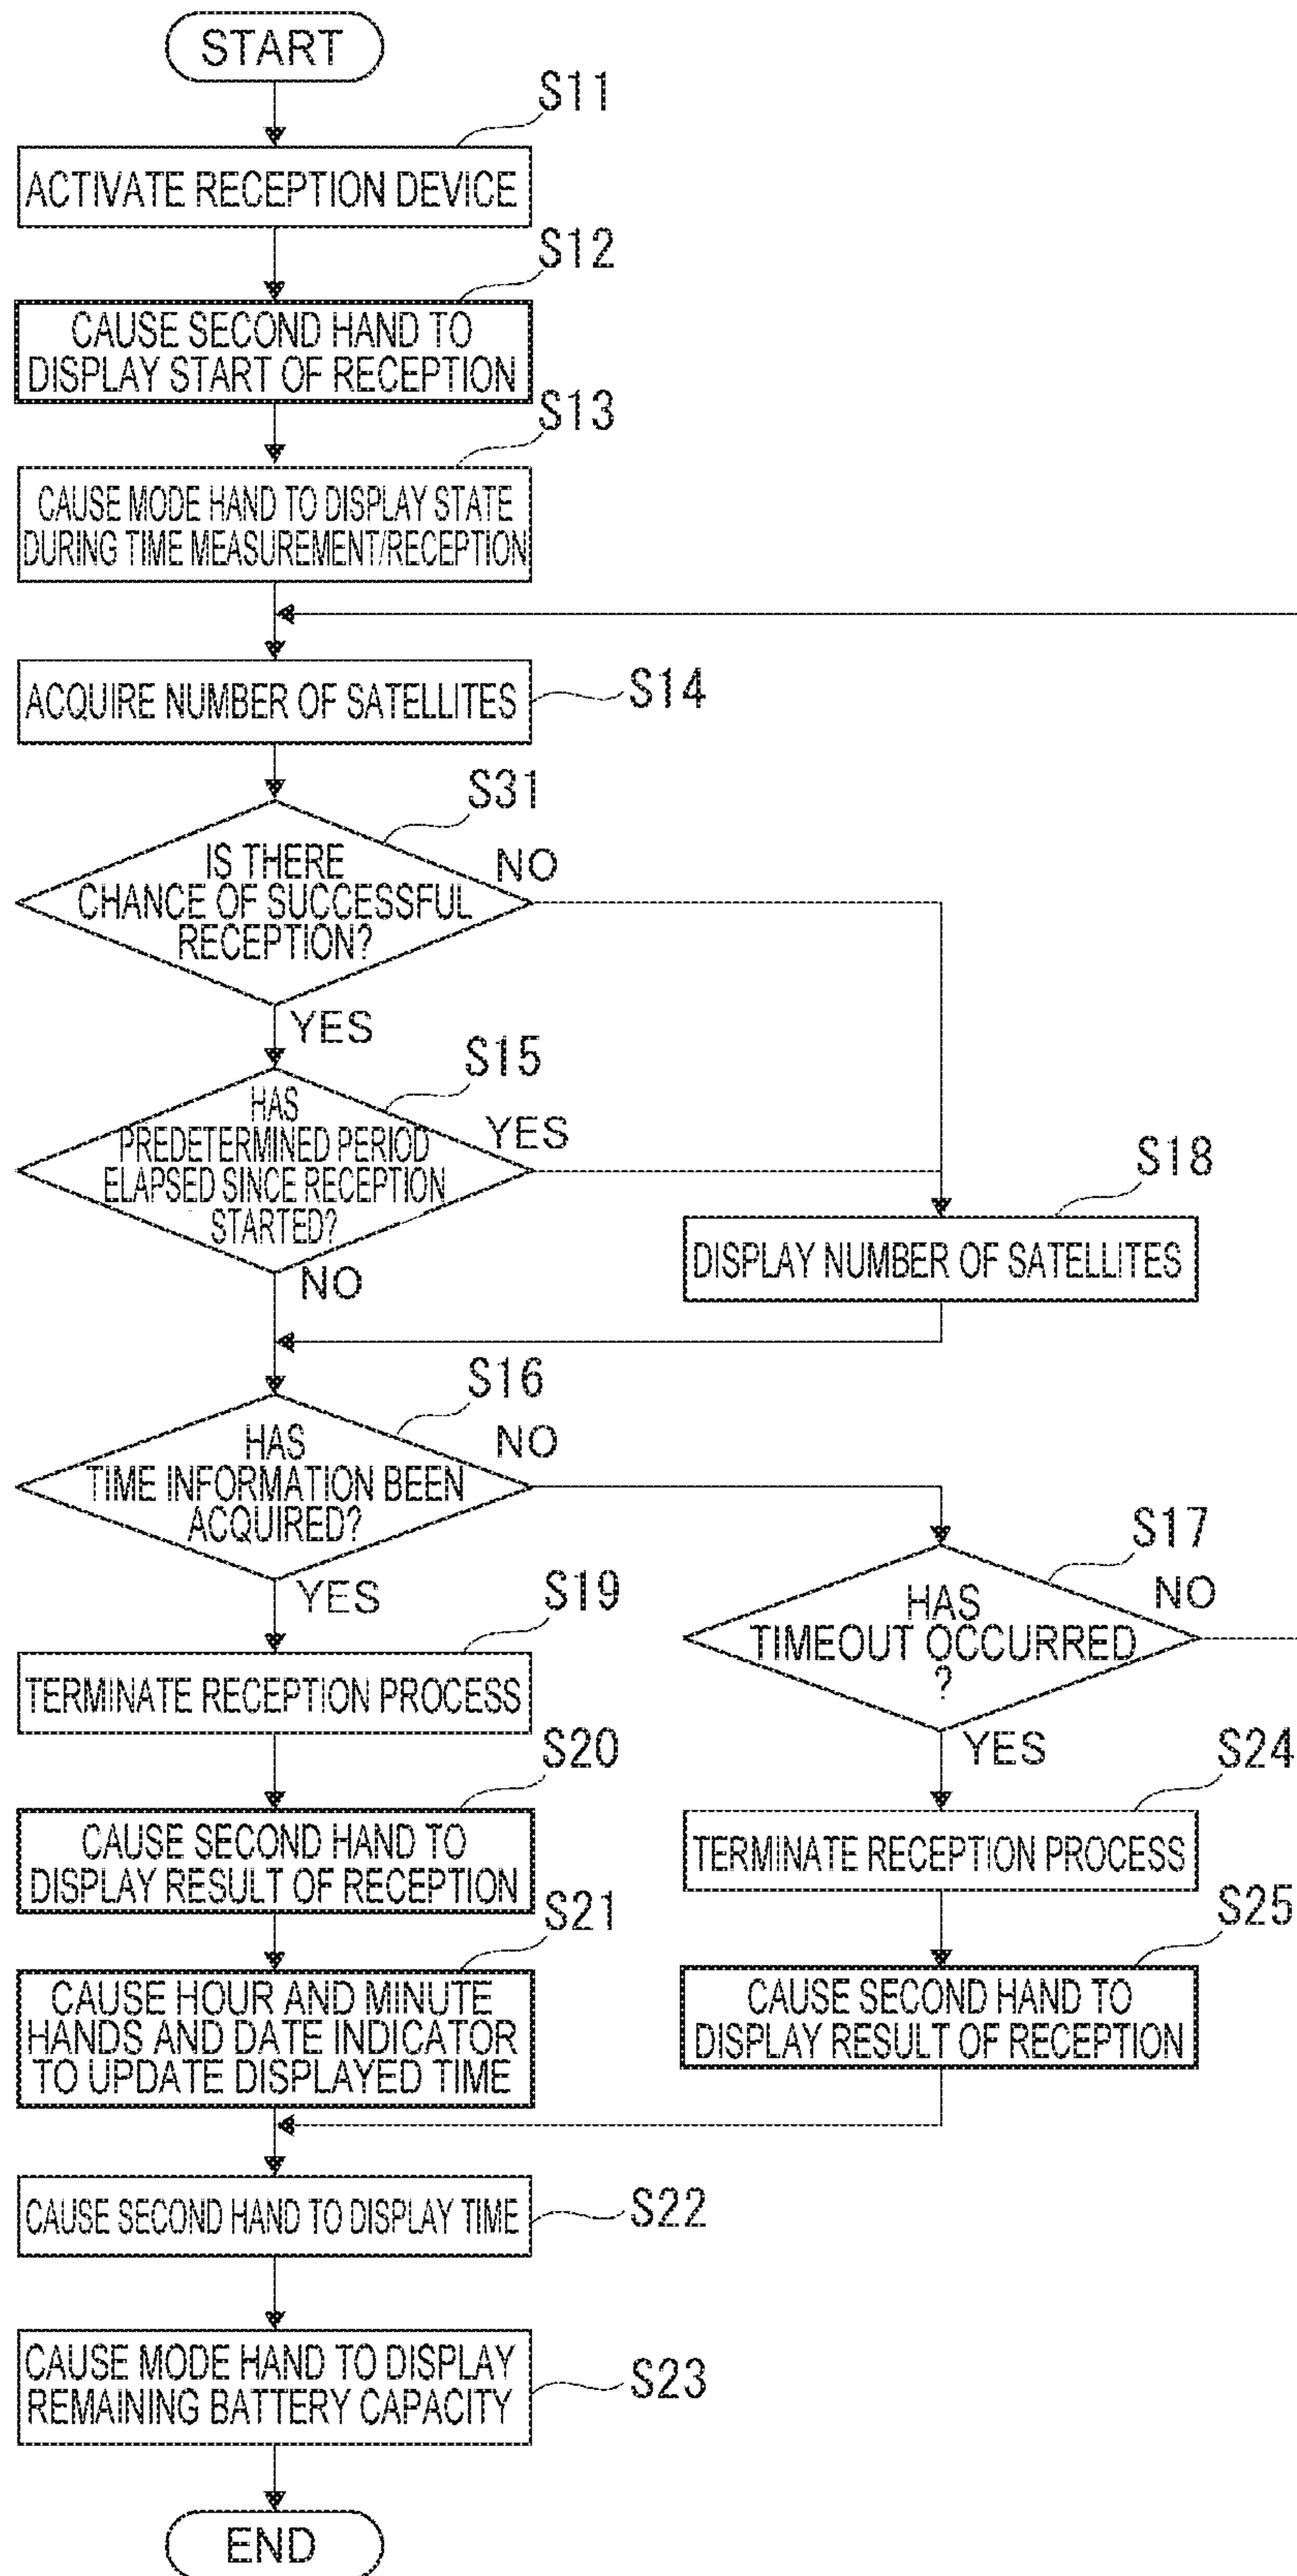 START
S11
ACTIVATE RECEPTION DEVICE
S12
CAUSE SECOND HAND TO
DISPLAY START OF RECEPTION
S13
CAUSE MODE HAND TO DISPLAY STATE
DURING TIME MEASUREMENT/RECEPTION
ACQUIRE NUMBER OF SATELLITES
S14
S31
IS THERE
CHANCE OF SUCCESSFUL
RECEPTION?
NO
YES
S15
HAS
PREDETERMINED PERIOD
ELAPSED SINCE RECEPTION
STARTED?
YES
NO
S18
DISPLAY NUMBER OF SATELLITES
S16
HAS
TIME INFORMATION BEEN
ACQUIRED?
NO
YES
S17
HAS
TIMEOUT OCCURRED
?
NO
YES
S19
TERMINATE RECEPTION PROCESS
S20
CAUSE SECOND HAND TO
DISPLAY RESULT OF RECEPTION
S24
TERMINATE RECEPTION PROCESS
S21
CAUSE HOUR AND MINUTE
HANDS AND DATE INDICATOR
TO UPDATE DISPLAYED TIME
S25
CAUSE SECOND HAND TO
DISPLAY RESULT OF RECEPTION
CAUSE SECOND HAND TO DISPLAY TIME
S22
CAUSE MODE HAND TO DISPLAY
REMAINING BATTERY CAPACITY
S23
END